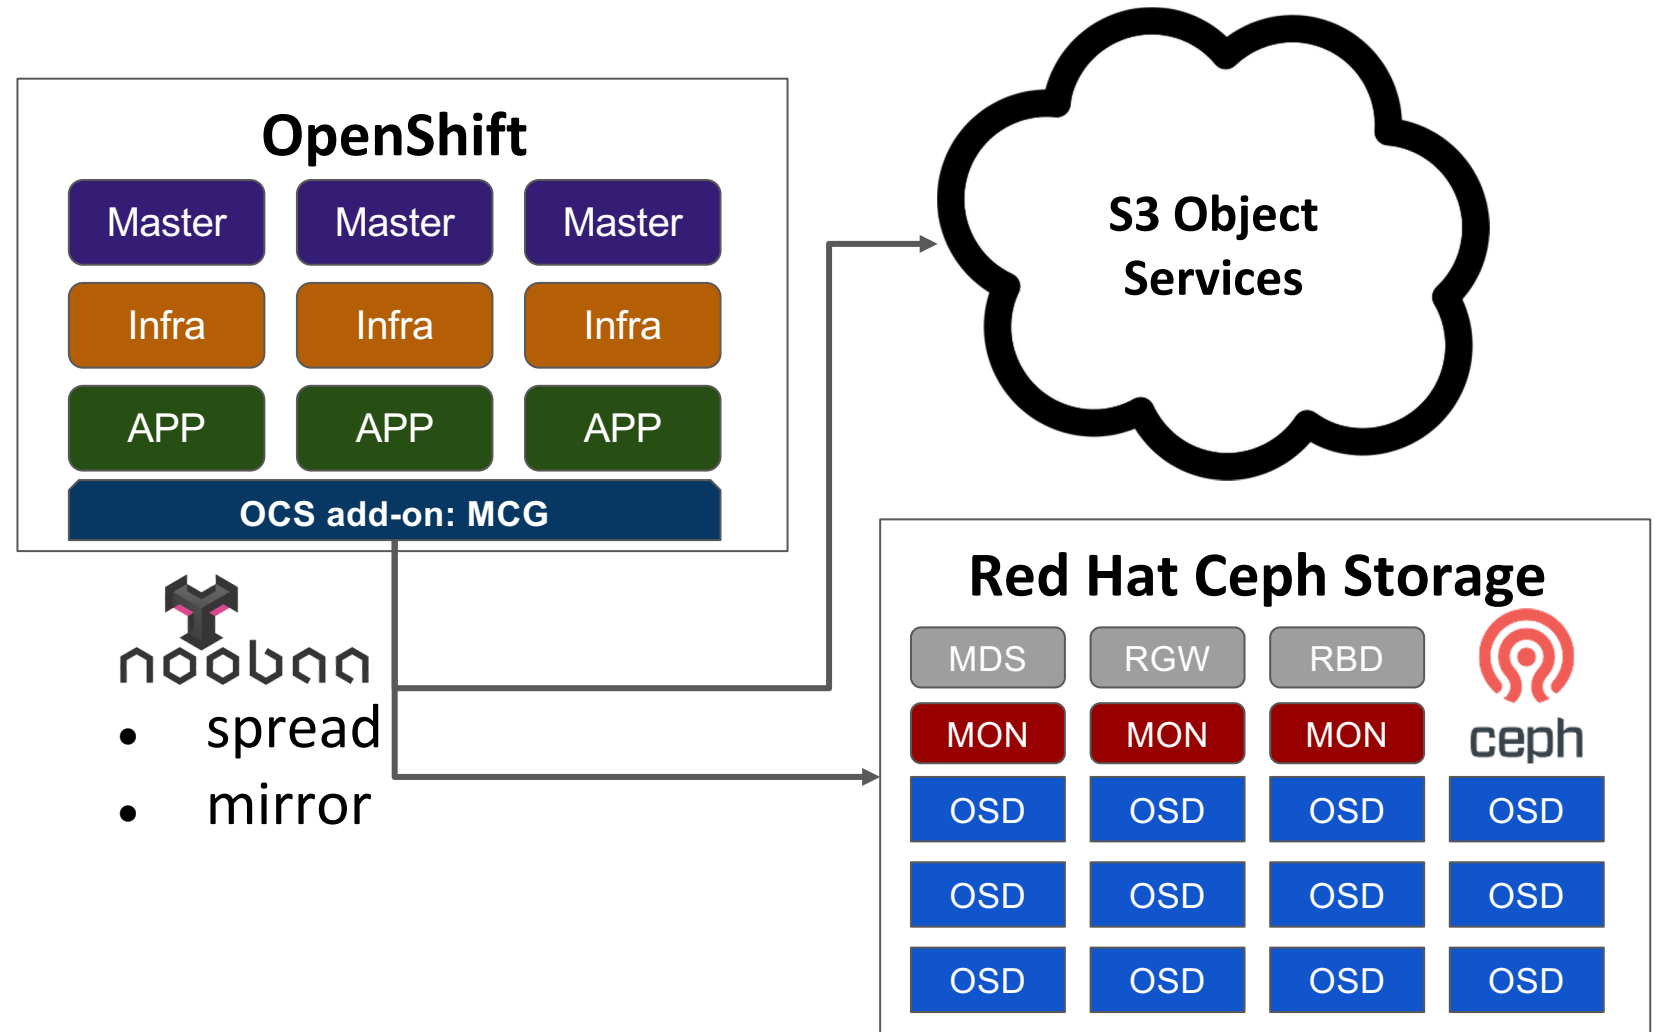 OpenShift
Master Master Master
Infra Infra Infra
APP APP APP
OCS add-on: MCG
noobaa
• spread
• mirror
S3 Object
Services
Red Hat Ceph Storage
MDS RGW RBD
MON MON MON
ceph
OSD OSD OSD OSD
OSD OSD OSD OSD
OSD OSD OSD OSD